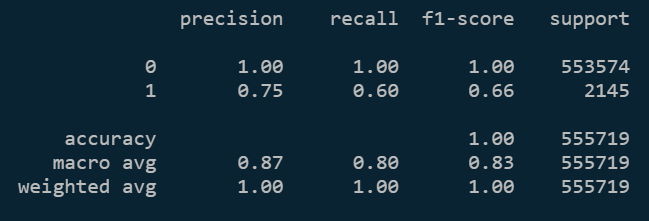 precision recall f1-score support
0 1.00 1.00 1.00 553574
1 0.75 0.60 0.66 2145
accuracy 1.00 555719
macro avg 0.87 0.80 0.83 555719
weighted avg 1.00 1.00 1.00 555719